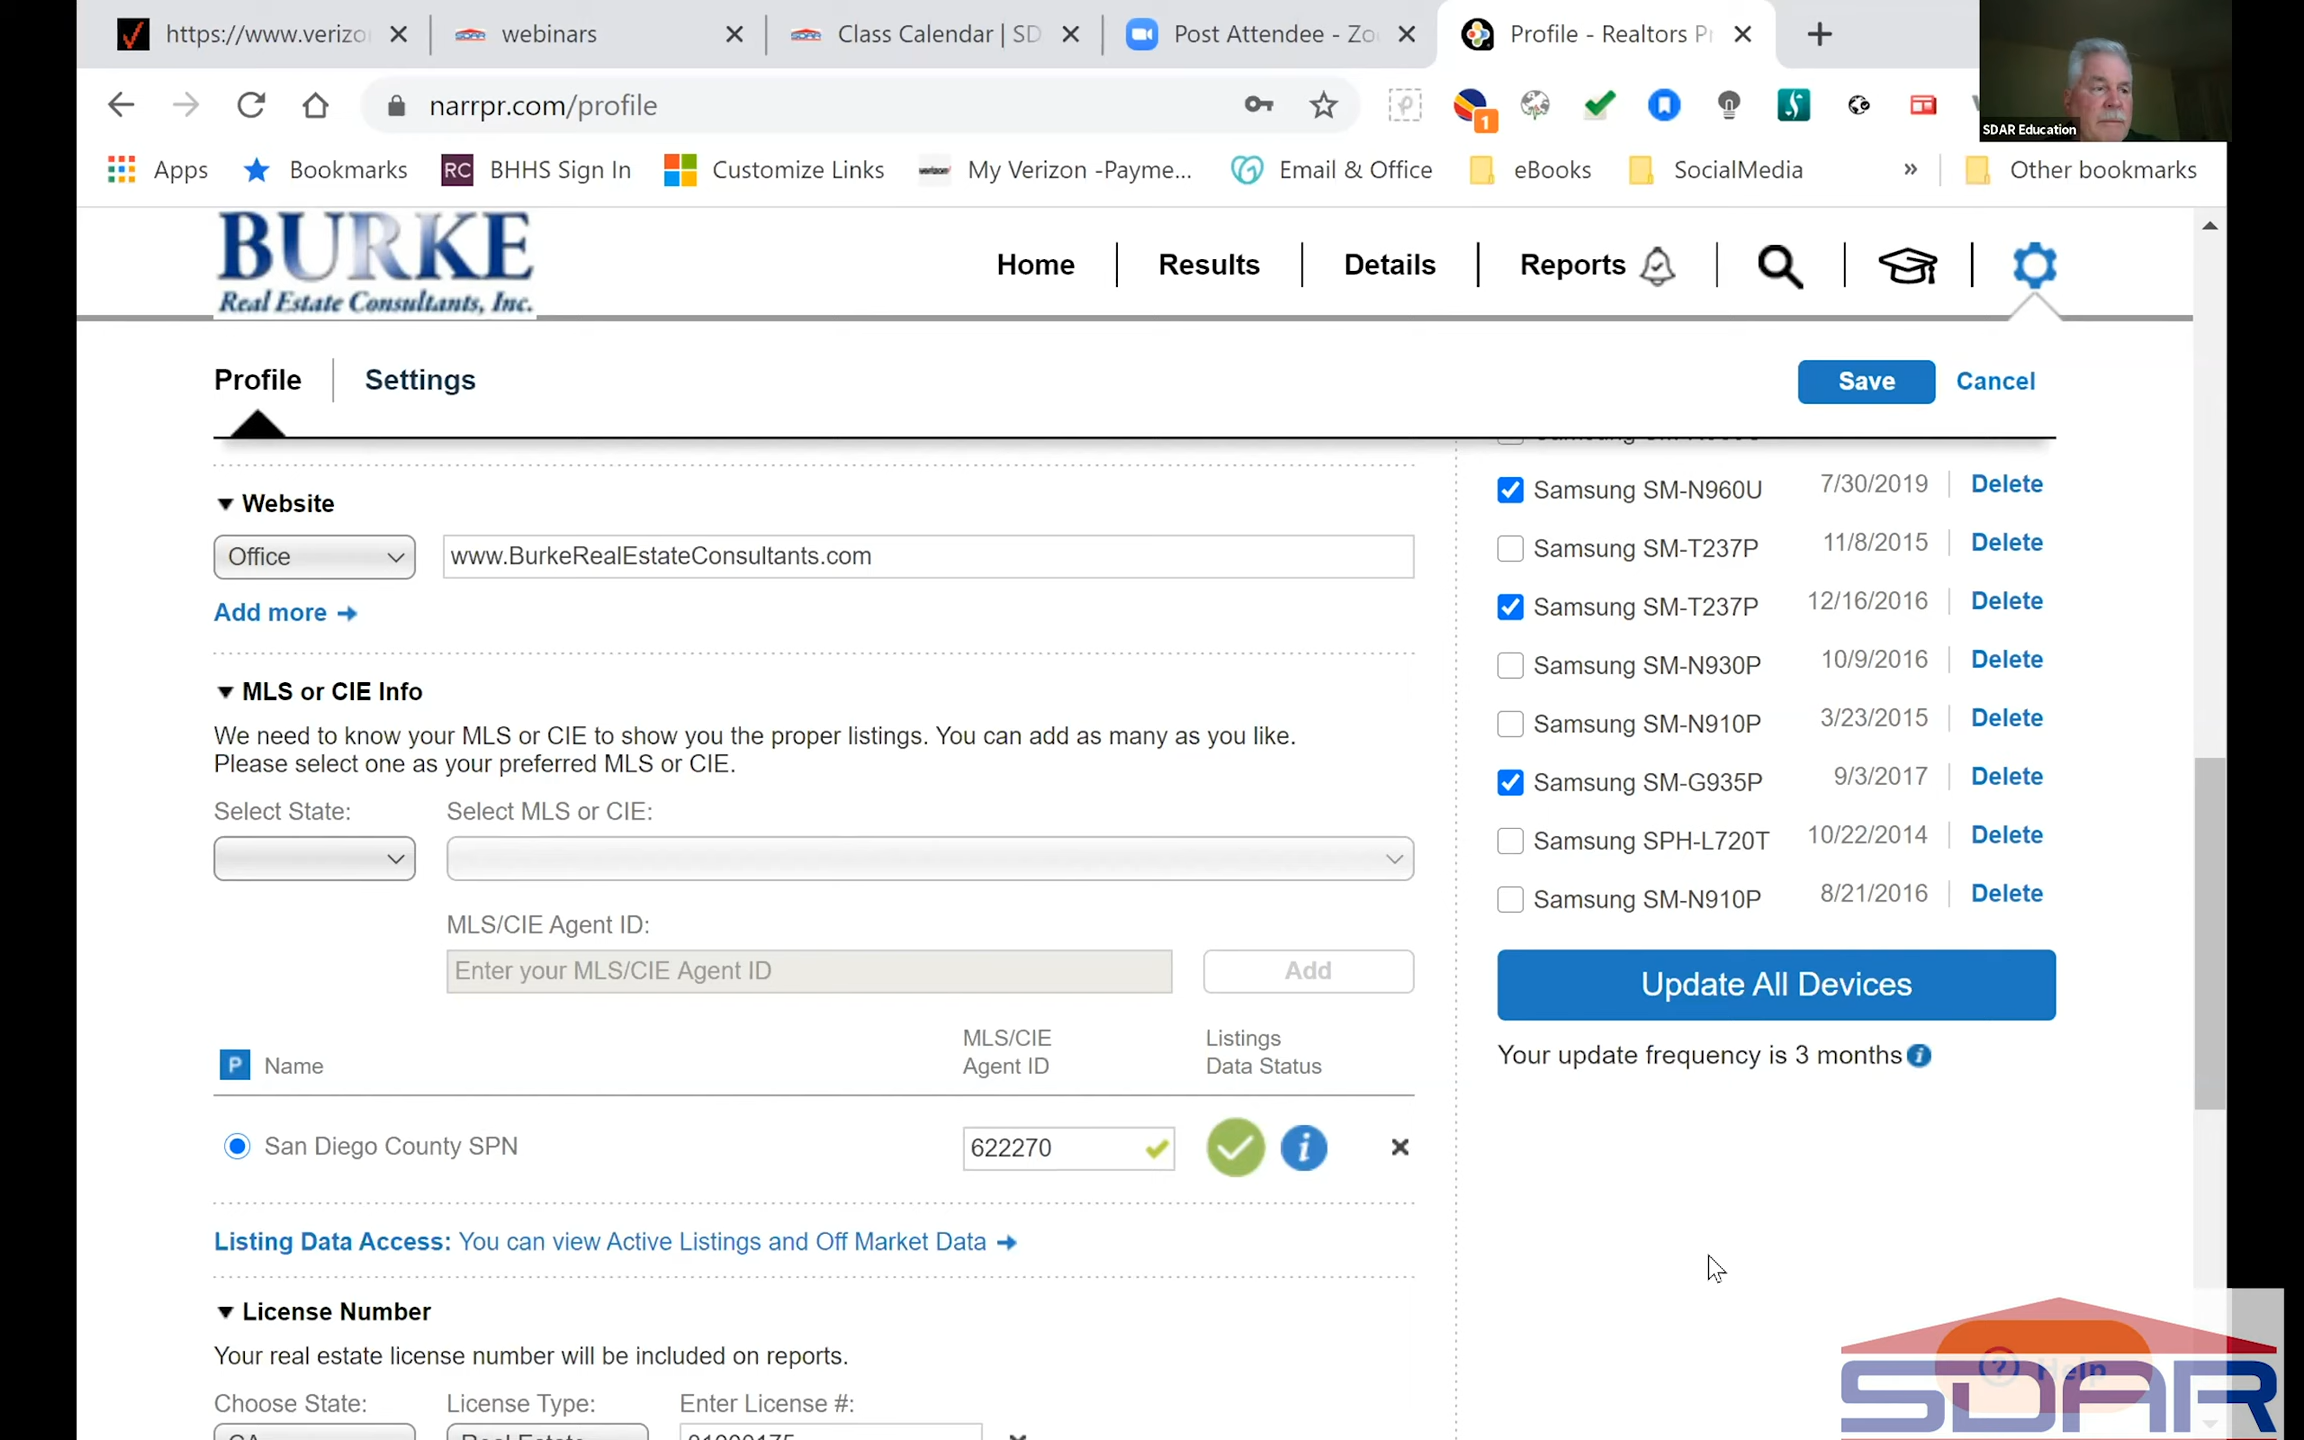 https://www.verizo
webinars
Class Calendar | SD
Post Attendee - Zo
Profile - Realtors P
narrpr.com/profile
1
SDAR Education
Apps
Bookmarks
RC
BHHS Sign In
Customize Links
My Verizon -Payme...
Email & Office
eBooks
SocialMedia
»
Other bookmarks
BURKE
Real Estate Consultants, Inc.
Home
Results
Details
Reports
Profile
Settings
Save
Cancel
Website
Office
www.BurkeRealEstateConsultants.com
Add more
MLS or CIE Info
We need to know your MLS or CIE to show you the proper listings. You can add as many as you like.
Please select one as your preferred MLS or CIE.
Select State:
Select MLS or CIE:
MLS/CIE Agent ID:
Enter your MLS/CIE Agent ID
Add
P
Name
MLS/CIE
Agent ID
Listings
Data Status
San Diego County SPN
622270
Listing Data Access: You can view Active Listings and Off Market Data
License Number
Your real estate license number will be included on reports.
Choose State:
License Type:
Enter License #:
CA
Real Estate
Samsung SM-N960U 7/30/2019 Delete
Samsung SM-T237P 11/8/2015 Delete
Samsung SM-T237P 12/16/2016 Delete
Samsung SM-N930P 10/9/2016 Delete
Samsung SM-N910P 3/23/2015 Delete
Samsung SM-G935P 9/3/2017 Delete
Samsung SPH-L720T 10/22/2014 Delete
Samsung SM-N910P 8/21/2016 Delete
Update All Devices
Your update frequency is 3 months
Help
SDAR